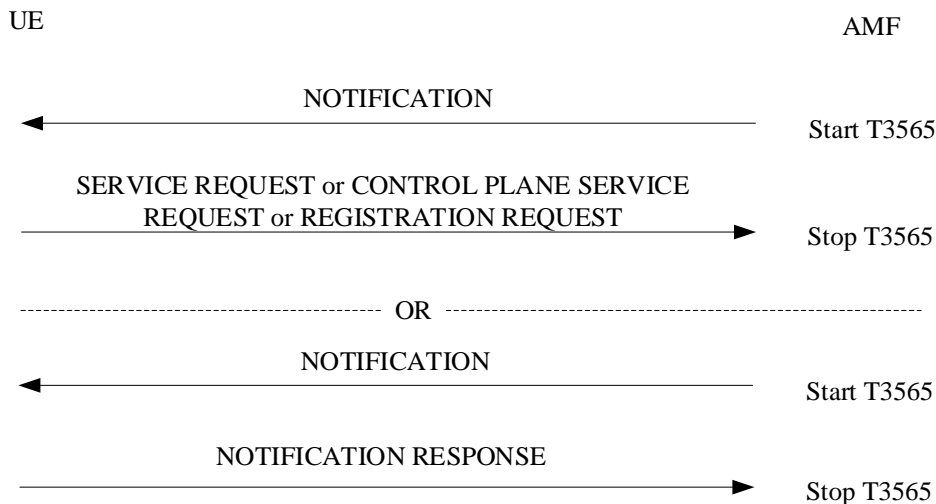 UE
AMF
NOTIFICATION
Start T3565
SERVICE REQUEST or CONTROL PLANE SERVICE
REQUEST or REGISTRATION REQUEST
Stop T3565
OR
NOTIFICATION
Start T3565
NOTIFICATION RESPONSE
Stop T3565